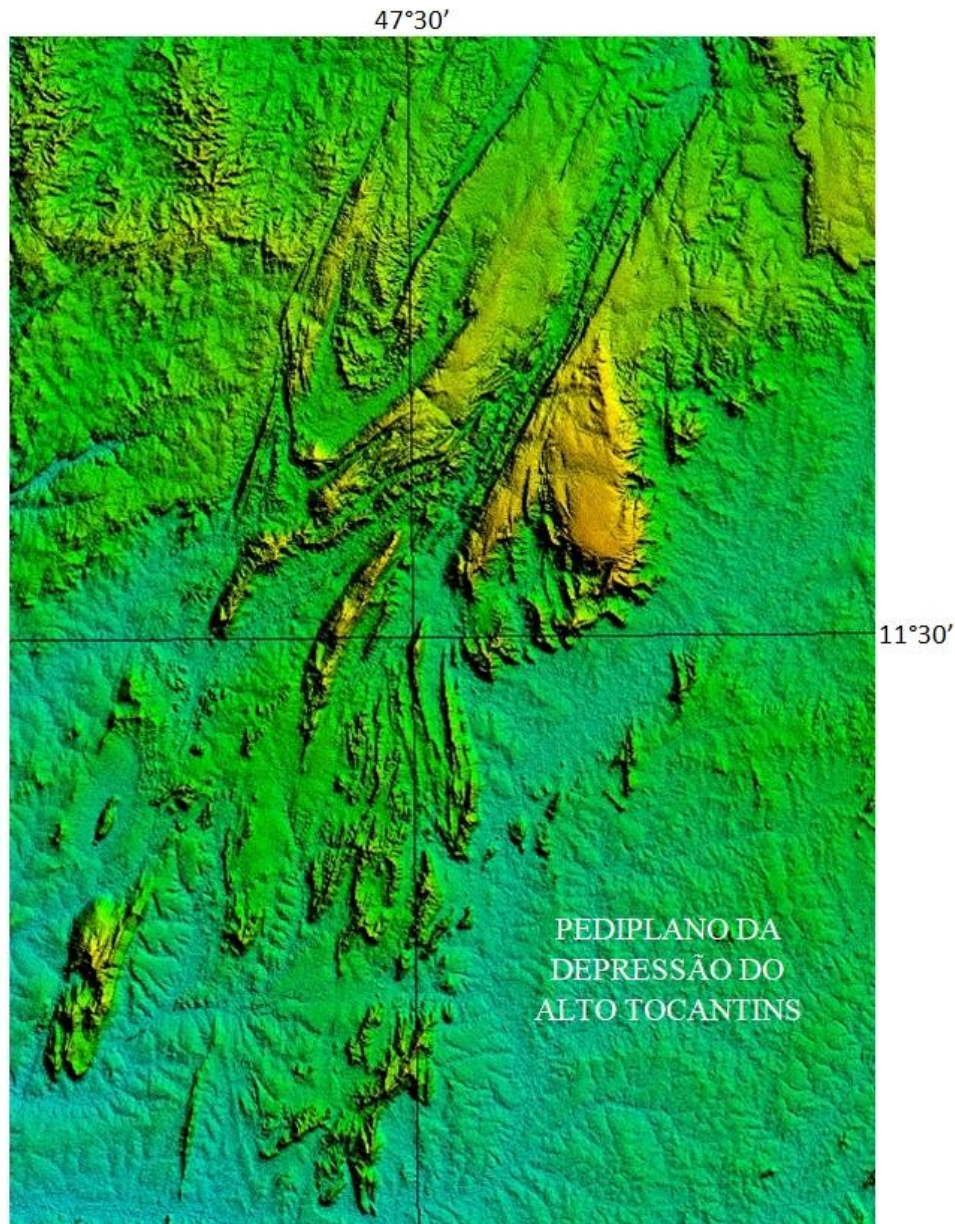 47°30’
11°30’
PEDIPLANO DA
DEPRESSÃO DO
ALTO TOCANTINS